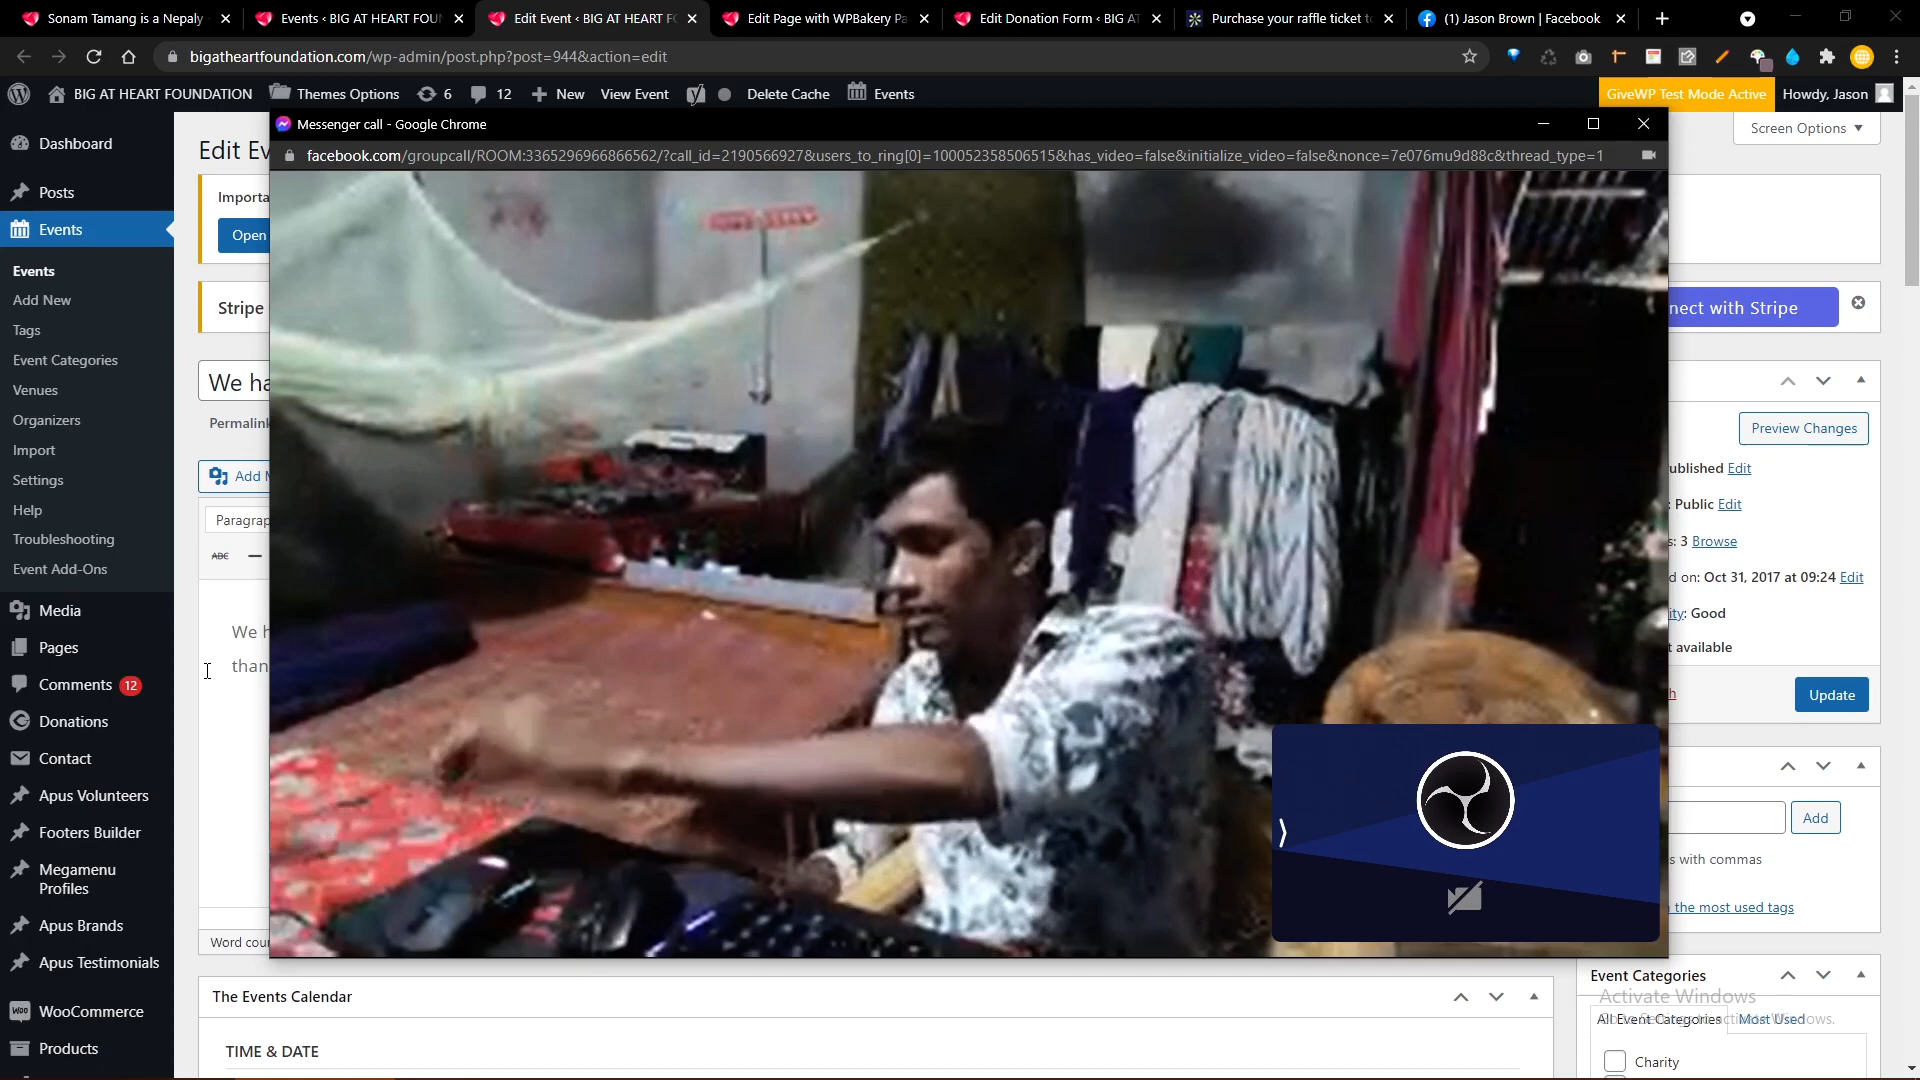 Sonam Tamang is a Nepaly
Events ‹ BIG AT HEART FOU
Edit Event ‹ BIG AT HEART F
Edit Page with WPBakery Pa
Edit Donation Form ‹ BIG AT
Purchase your raffle ticket t
(1) Jason Brown | Facebook
bigatheartfoundation.com/wp-admin/post.php?post=944&action=edit
BIG AT HEART FOUNDATION
Themes Options
6
12
New
View Event
Delete Cache
Events
GiveWP Test Mode Active
Howdy, Jason
Messenger call - Google Chrome
Screen Options
facebook.com/groupcall/ROOM:3365296966866562/?call_id=2190566927&users_to_ring[0]=100052358506515&has_video=false&initialize_video=false&nonce=7e076mu9d88c&thread_type=1
Dashboard
Posts
Events
Events
Add New
Tags
Event Categories
Venues
Organizers
Import
Settings
Help
Troubleshooting
Event Add-Ons
Media
Pages
Comments 12
Donations
Contact
Apus Volunteers
Footers Builder
Megamenu
Profiles
Apus Brands
Apus Testimonials
WooCommerce
Products
Edit Ev
Importa
Open
Stripe
nect with Stripe
We ha
Permalink
Add M
Paragrap
ABC
We h
than
Word cou
Preview Changes
ublished Edit
: Public Edit
s: 3 Browse
d on: Oct 31, 2017 at 09:24 Edit
ity: Good
t available
h
Update
Add
s with commas
the most used tags
The Events Calendar
TIME & DATE
Event Categories
Activate Windows
All Event Categories
Most Used
Charity